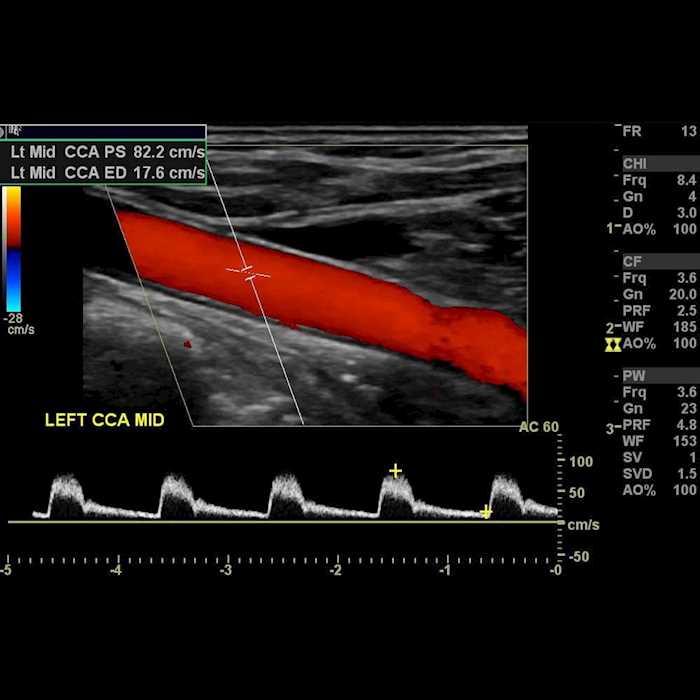 Lt Mid CCA PS 82.2 cm/s
Lt Mid CCA ED 17.6 cm/s
-28
cm/s
LEFT CCA MID
AC 60
FR 13
CHI
Frq 8.4
Gn 4
D 3.0
1 AO% 100
CF
Frq 3.6
Gn 20.0
PRF 2.5
2 WF 185
AO% 100
PW
Frq 3.6
Gn 23
3 PRF 4.8
WF 153
SV 1
SVD 1.5
AO% 100
100
50
cm/s
-50
-5 -4 -3 -2 -1 -0